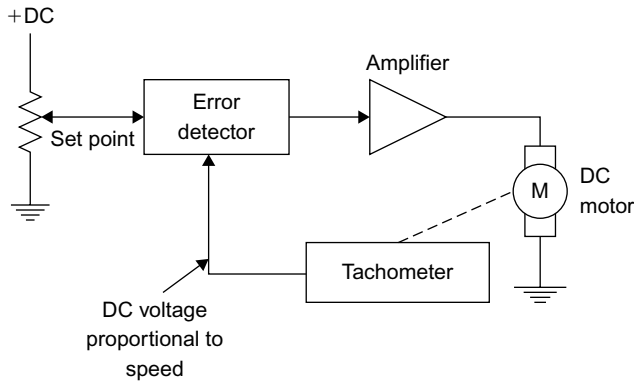 +DC
Amplifier
Error
detector
Set point
M
DC
motor
Tachometer
DC voltage
proportional to
speed